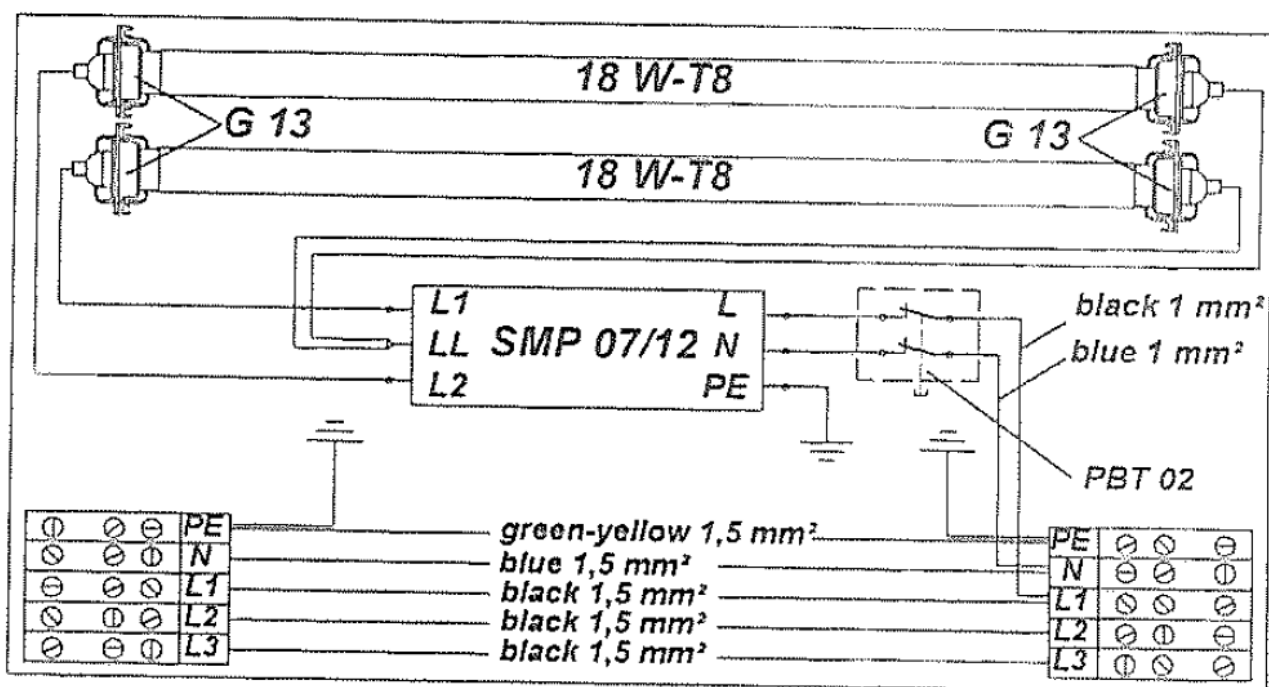 18 W-T8
G 13
G 13
18 W-T8
L1
L
black 1 mm²
LL
SMP 07/12
N
blue 1 mm²
L2
PE
PBT 02
PE
green-yellow 1,5 mm²
PE
N
blue 1,5 mm²
N
L1
black 1,5 mm²
L1
L2
black 1,5 mm²
L2
L3
black 1,5 mm²
L3